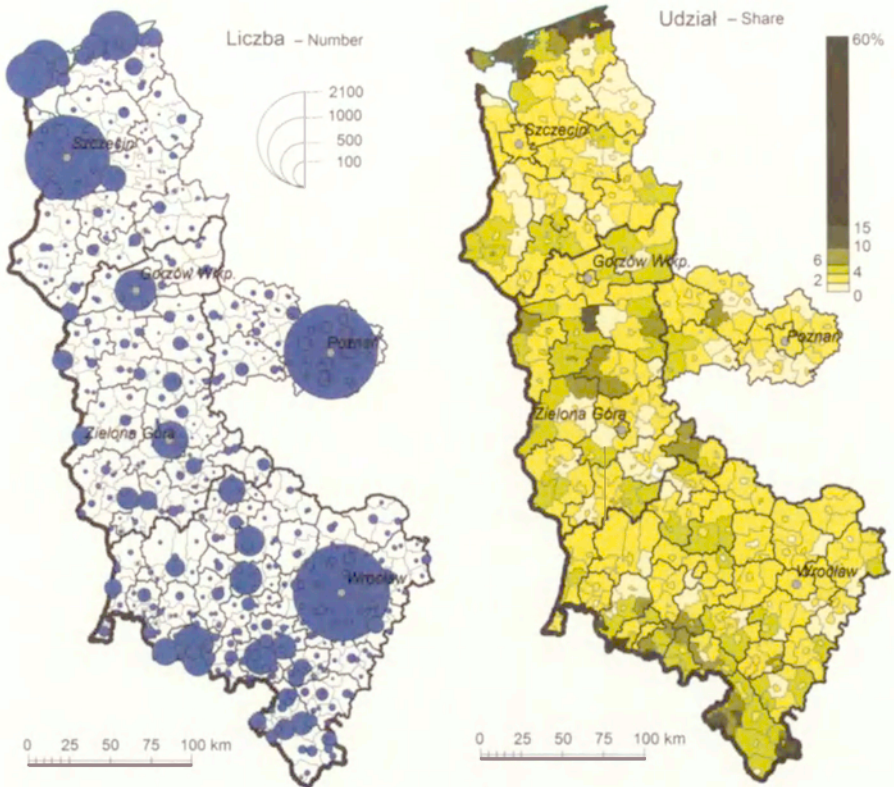 Liczba – Number
2100
1000
500
100
Szczecin
Gorzów Wlkp.
Poznań
Zielona Góra
Wrocław
0 25 50 75 100 km
Udział – Share
60%
15
10
6
4
2
0
Szczecin
Gorzów Wlkp.
Poznań
Zielona Góra
Wrocław
0 25 50 75 100 km